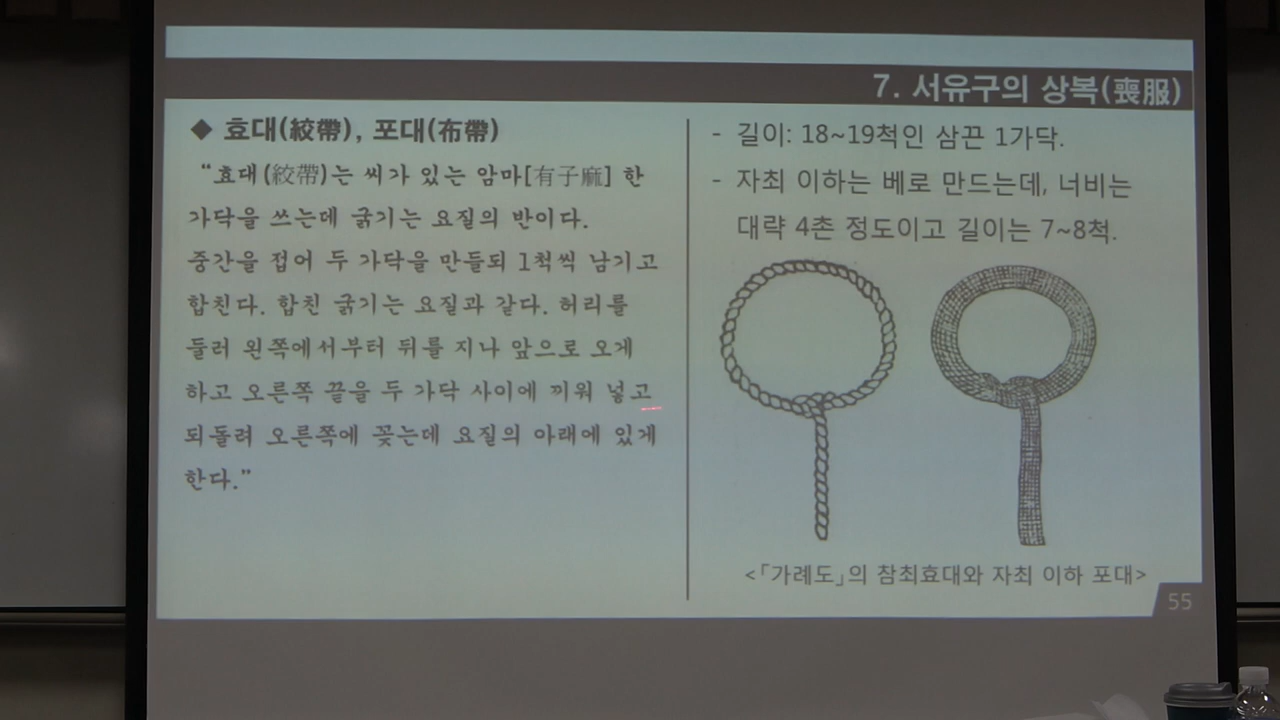 7. 서유구의 상복(喪服)
◆ 효대(絞帶), 포대(布帶)
“효대(絞帶)는 씨가 있는 암마[有子麻] 한
가닥을 쓰는데 굵기는 요질의 반이다.
중간을 접어 두 가닥을 만들되 1척씩 남기고
합친다. 합친 굵기는 요질과 같다. 허리를
둘러 왼쪽에서부터 뒤를 지나 앞으로 오게
하고 오른쪽 끝을 두 가닥 사이에 끼워 넣고
되돌려 오른쪽에 꽂는데 요질의 아래에 있게
한다.”
- 길이: 18~19척인 삼끈 1가닥.
- 자최 이하는 베로 만드는데, 너비는
대략 4촌 정도이고 길이는 7~8척.
<「가례도」의 참최효대와 자최 이하 포대>
55